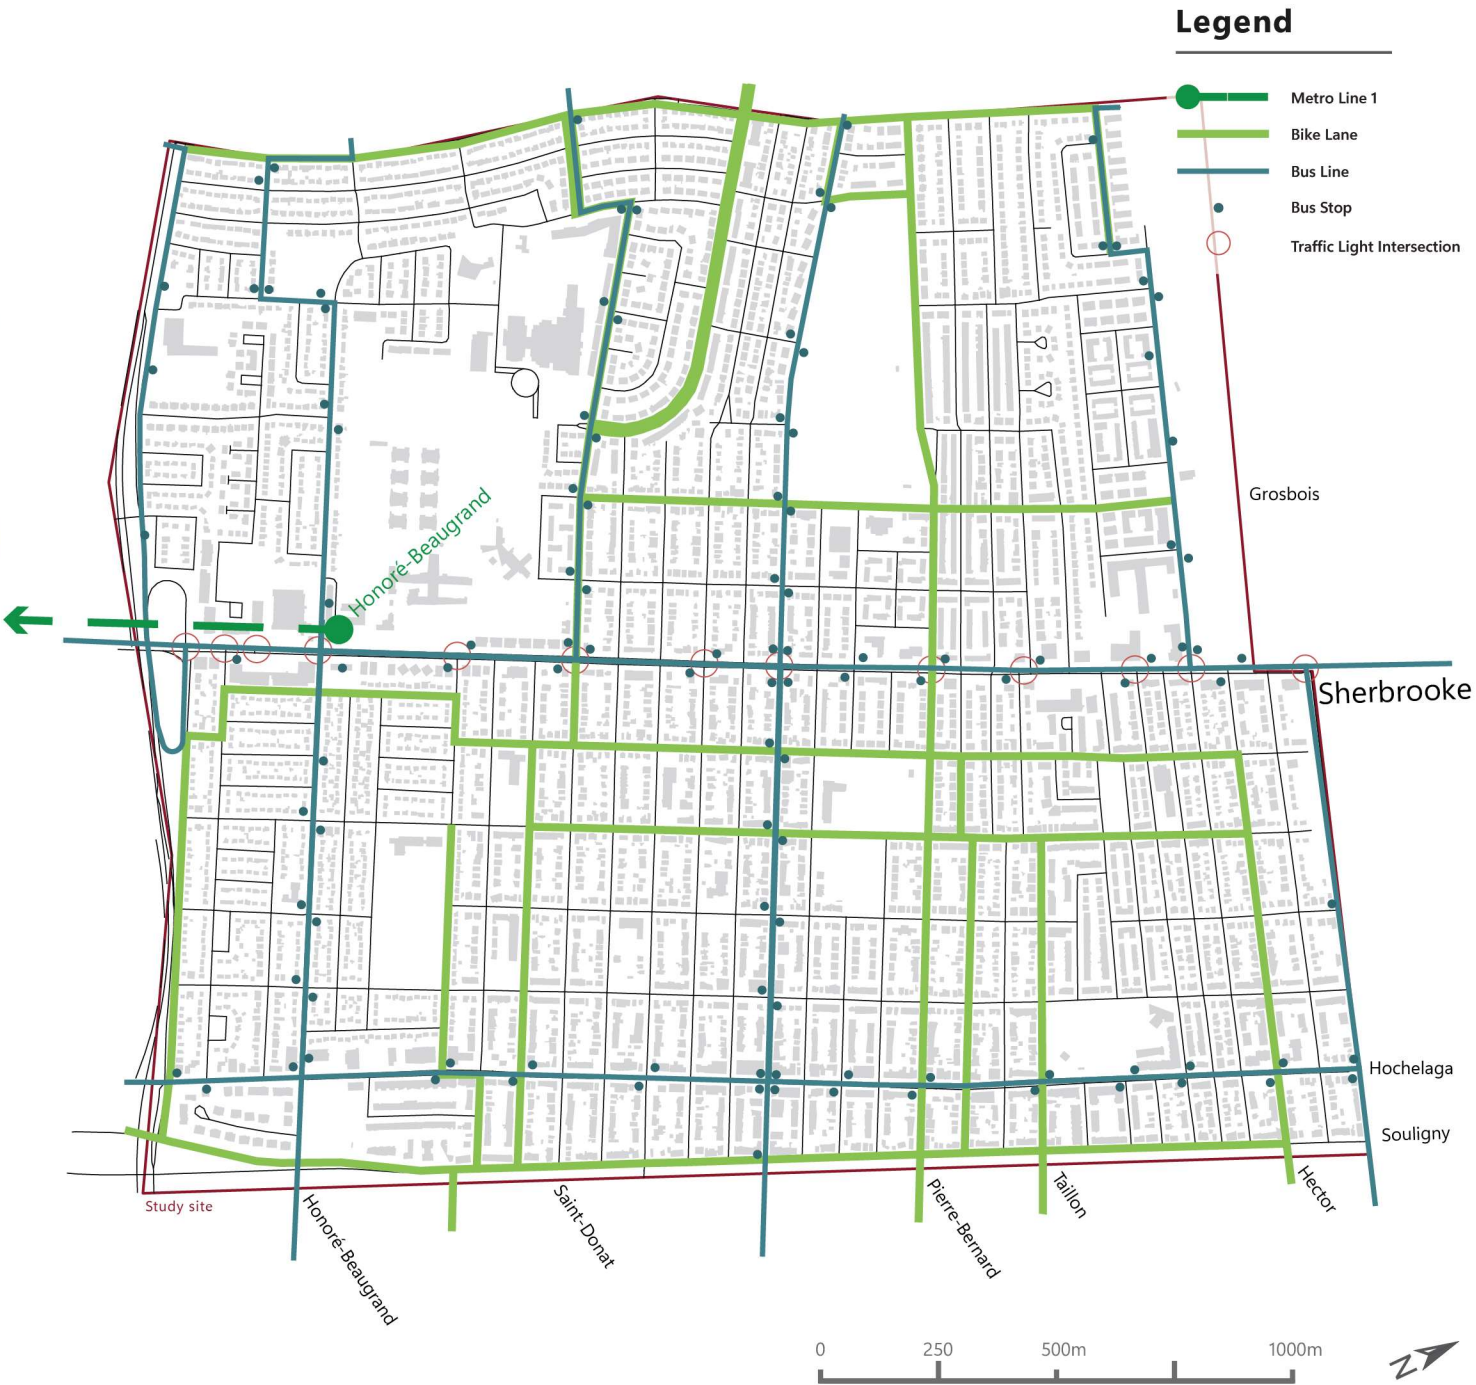 Legend
Metro Line 1
Bike Lane
Bus Line
Bus Stop
Traffic Light Intersection
Grosbois
Honoré-Beaugrand
Sherbrooke
Hochelaga
Souligny
Study site
Honoré-Beaugrand
Saint-Donat
Pierre-Bernard
Taillon
Hector
0 250 500m 1000m
N